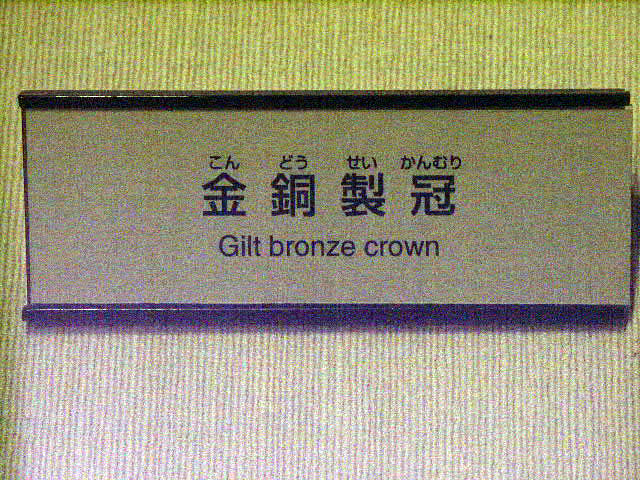 こん どう せい かんむり
金 銅 製 冠
Gilt bronze crown